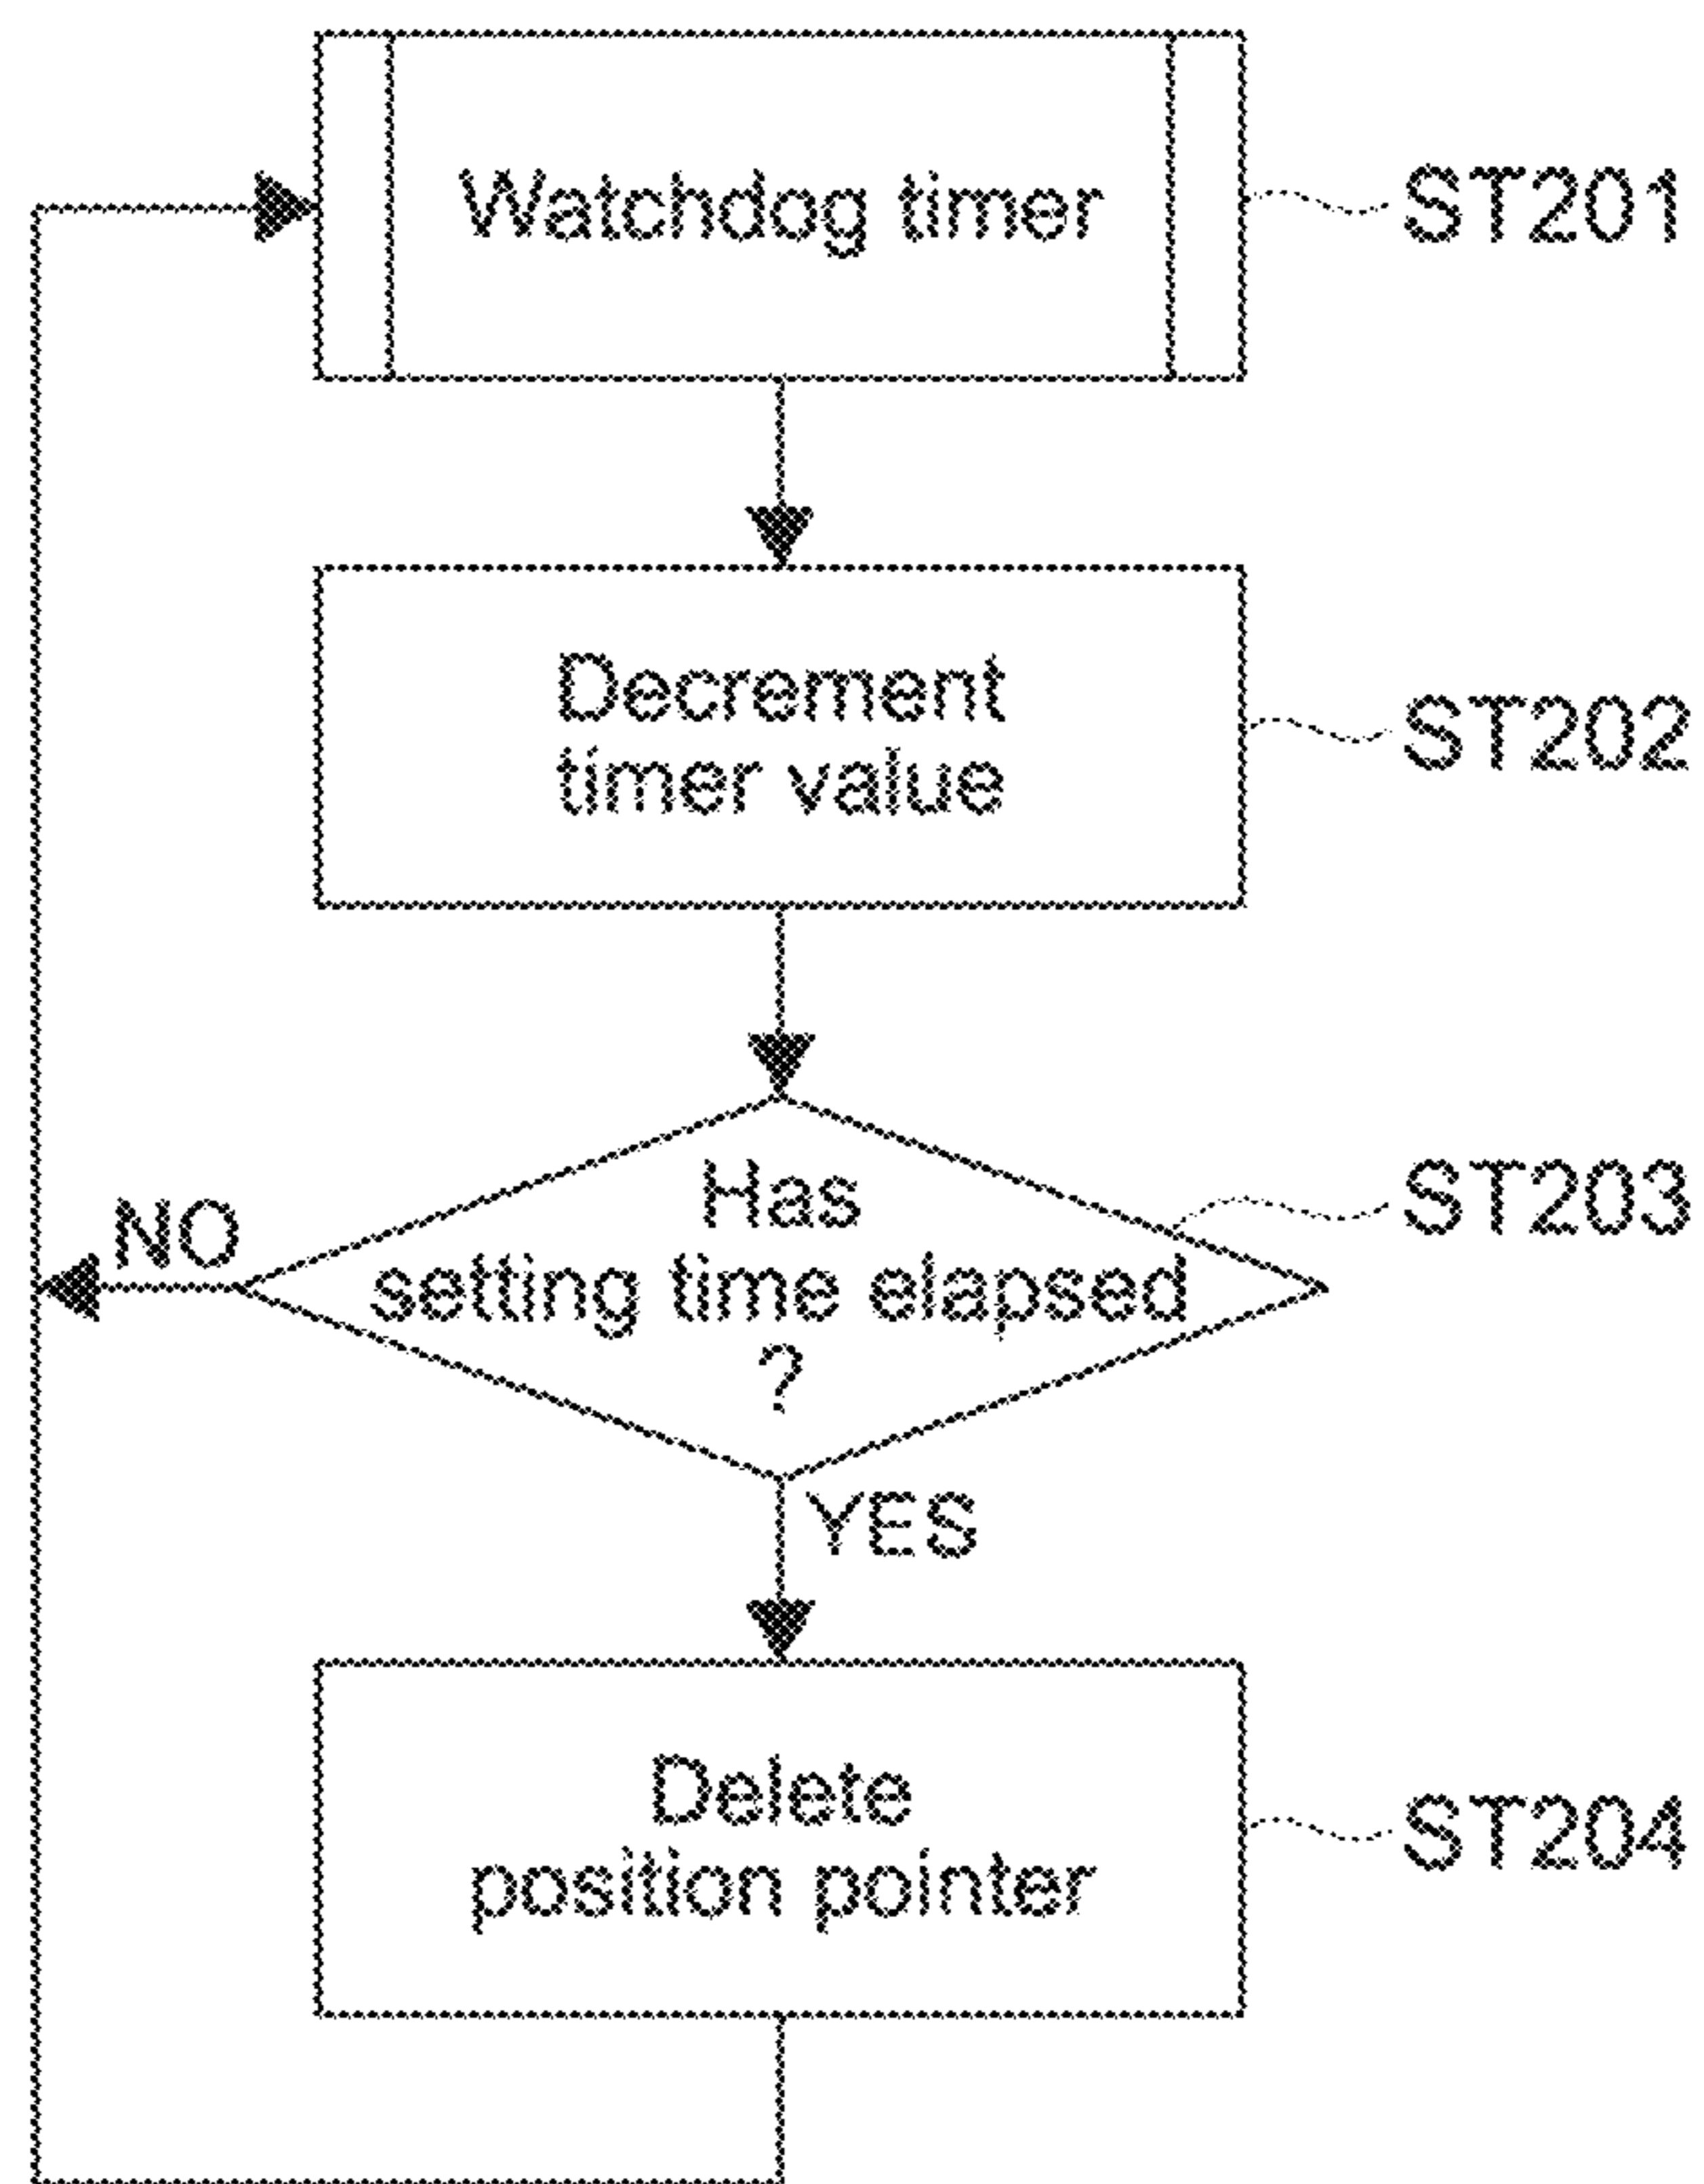 Watchdog timer
ST201
Decrement
timer value
ST202
Has
setting time elapsed
?
ST203
NO
YES
Delete
position pointer
ST204